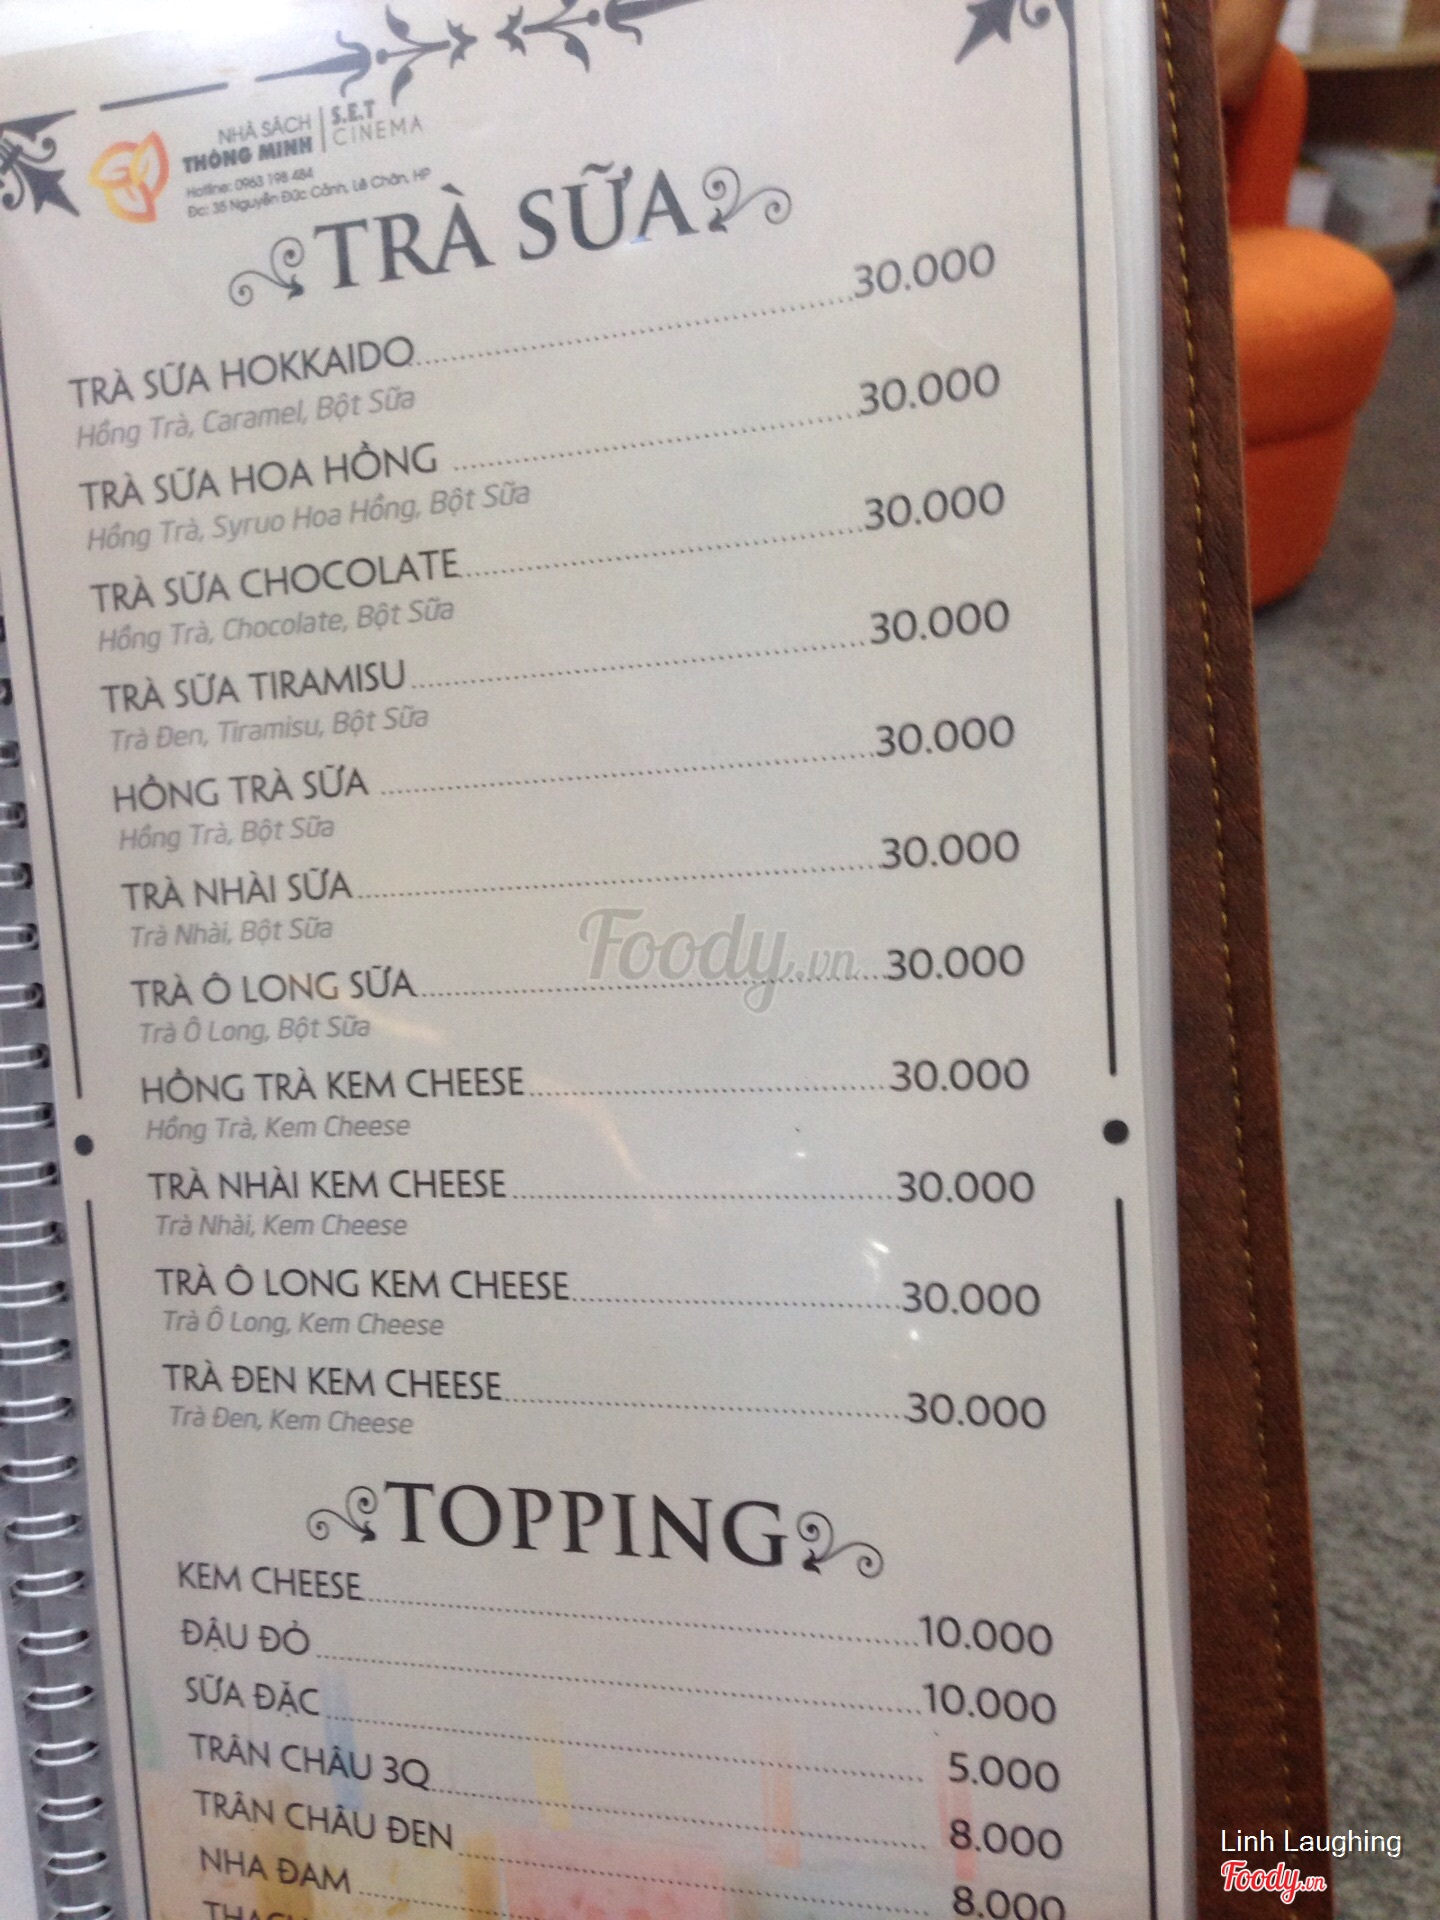 NHÀ SÁCH
THÔNG MINH
S.E.T
CINEMA
Hotline: 0963 198 484
Đc: 35 Nguyễn Đức Cảnh, Lê Chân, HP
TRÀ SỮA
TRÀ SỮA HOKKAIDO 30.000
Hồng Trà, Caramel, Bột Sữa
TRÀ SỮA HOA HỒNG 30.000
Hồng Trà, Syruo Hoa Hồng, Bột Sữa
TRÀ SỮA CHOCOLATE 30.000
Hồng Trà, Chocolate, Bột Sữa
TRÀ SỮA TIRAMISU 30.000
Trà Đen, Tiramisu, Bột Sữa
HỒNG TRÀ SỮA 30.000
Hồng Trà, Bột Sữa
TRÀ NHÀI SỮA 30.000
Trà Nhài, Bột Sữa
TRÀ Ô LONG SỮA 30.000
Trà Ô Long, Bột Sữa
HỒNG TRÀ KEM CHEESE 30.000
Hồng Trà, Kem Cheese
TRÀ NHÀI KEM CHEESE 30.000
Trà Nhài, Kem Cheese
TRÀ Ô LONG KEM CHEESE 30.000
Trà Ô Long, Kem Cheese
TRÀ ĐEN KEM CHEESE 30.000
Trà Đen, Kem Cheese
TOPPING
KEM CHEESE 10.000
ĐẬU ĐỎ 10.000
SỮA ĐẶC 5.000
TRÂN CHÂU 3Q 8.000
TRÂN CHÂU ĐEN 8.000
NHA ĐAM
Foody.vn
Linh Laughing
Foody.vn